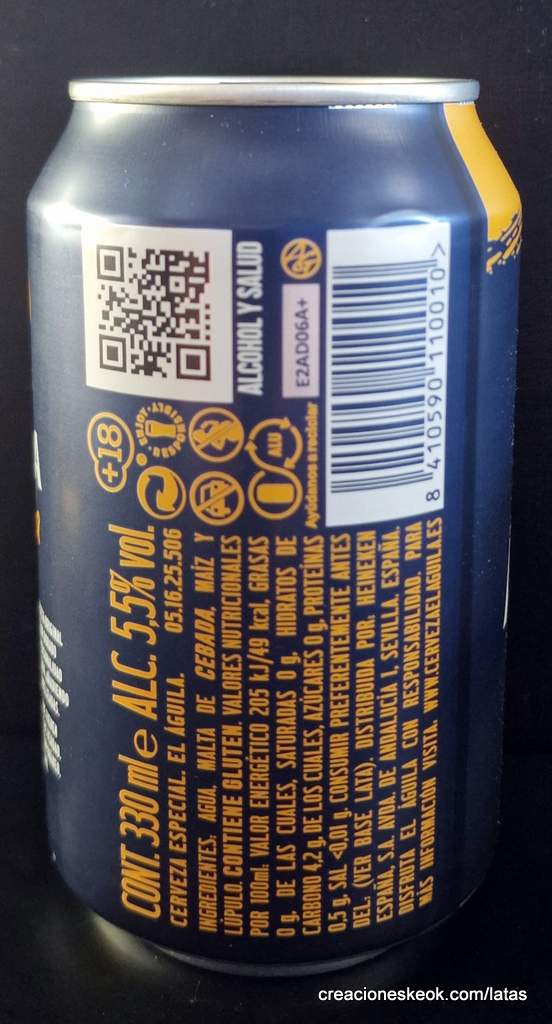 CONT. 330 ml e ALC. 5,5% vol.
CERVEZA ESPECIAL. EL ÁGUILA. 05.16.25.506
INGREDIENTES: AGUA, MALTA DE CEBADA, MAÍZ Y
LÚPULO. CONTIENE GLUTEN. VALORES NUTRICIONALES
POR 100ml. VALOR ENERGÉTICO 205 kJ/49 kcal, GRASAS
0 g, DE LAS CUALES, SATURADAS 0 g, HIDRATOS DE
CARBONO 4,2 g, DE LOS CUALES, AZÚCARES 0 g, PROTEÍNAS
0,5 g, SAL <0,01 g. CONSUMIR PREFERENTEMENTE ANTES
DEL: (VER BASE LATA). DISTRIBUIDA POR: HEINEKEN
ESPAÑA, S.A. AVDA. DE ANDALUCÍA 1, SEVILLA. ESPAÑA.
DISFRUTA EL ÁGUILA CON RESPONSABILIDAD. PARA
MÁS INFORMACIÓN VISITA: WWW.CERVEZAELAGUILA.ES
+18
ALU
Ayúdanos a reciclar
ALCOHOL Y SALUD
E2AD06A+
8 410590 110010 >
creacioneskeok.com/latas